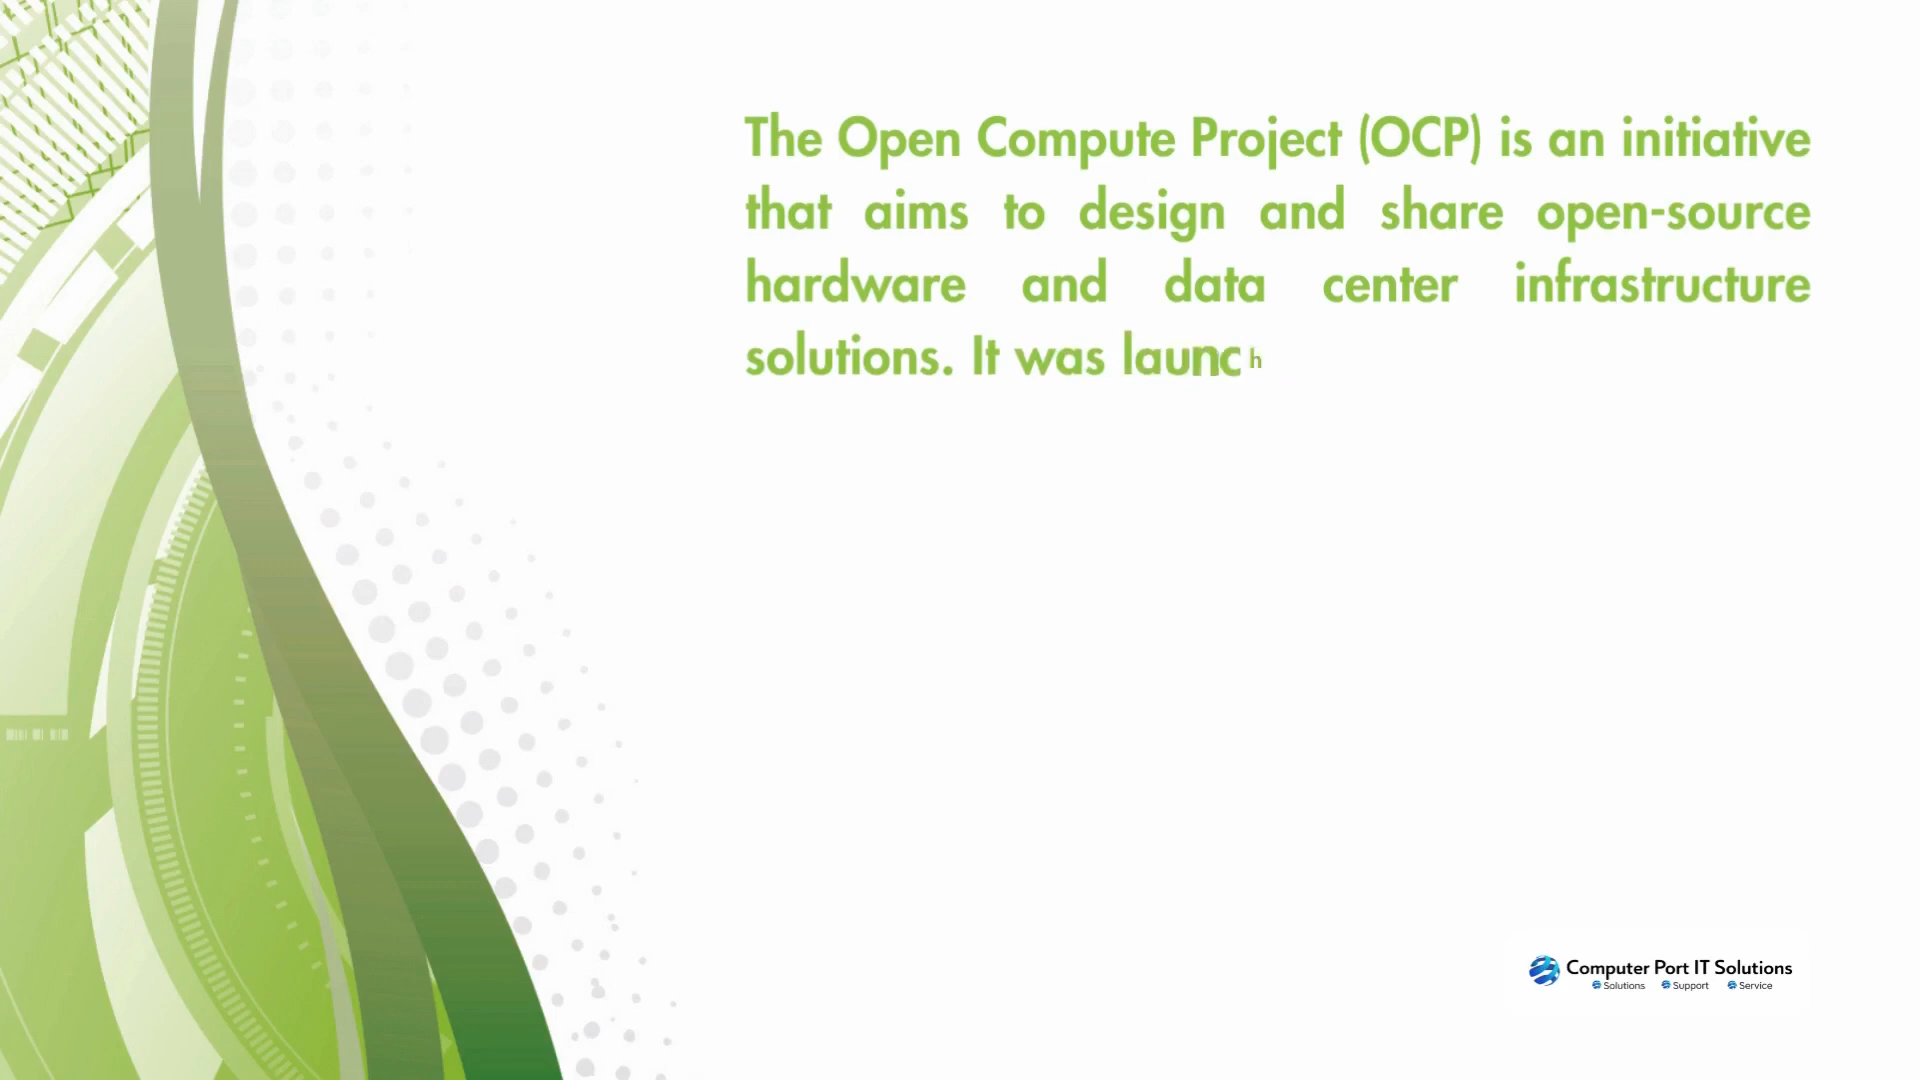 The Open Compute Project (OCP) is an initiative
that aims to design and share open-source
hardware and data center infrastructure
solutions. It was launch
Computer Port IT Solutions
Solutions Support Service